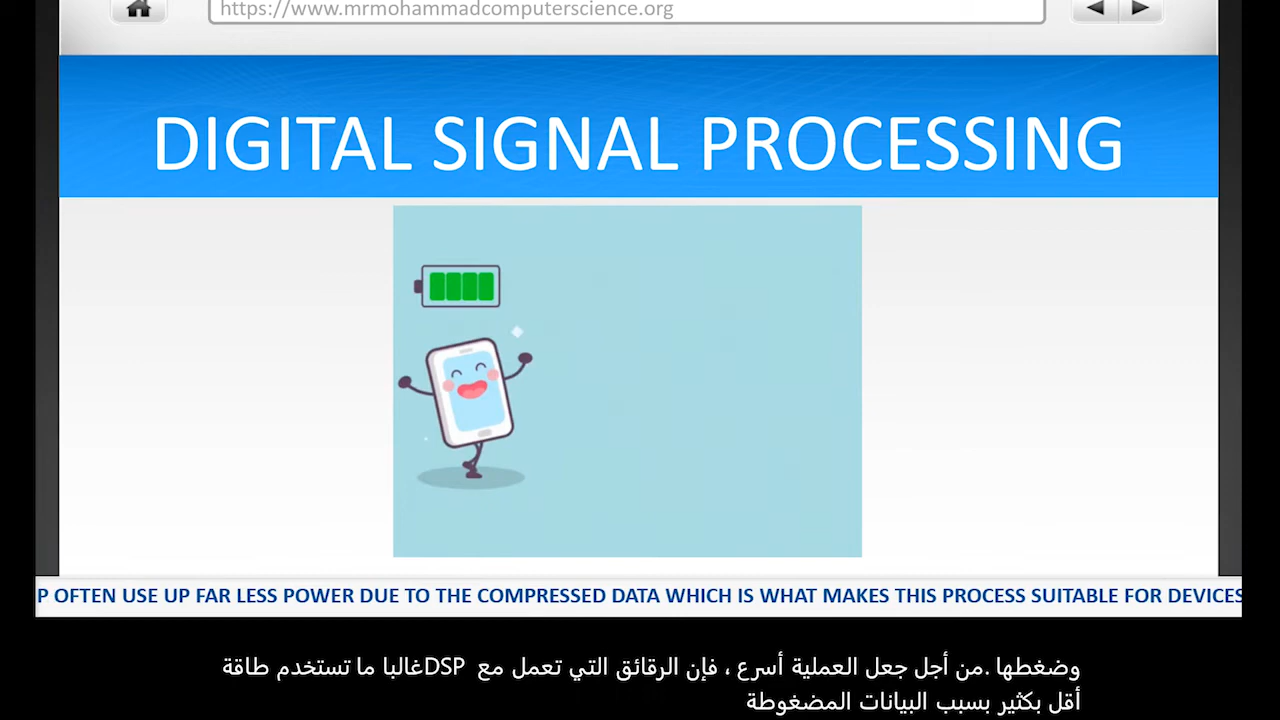 https://www.mrmohammadcomputerscience.org
DIGITAL SIGNAL PROCESSING
P OFTEN USE UP FAR LESS POWER DUE TO THE COMPRESSED DATA WHICH IS WHAT MAKES THIS PROCESS SUITABLE FOR DEVICES
وضغطها .من أجل جعل العملية أسرع ، فإن الرقائق التي تعمل مع DSPغالبا ما تستخدم طاقة
أقل بكثير بسبب البيانات المضغوطة